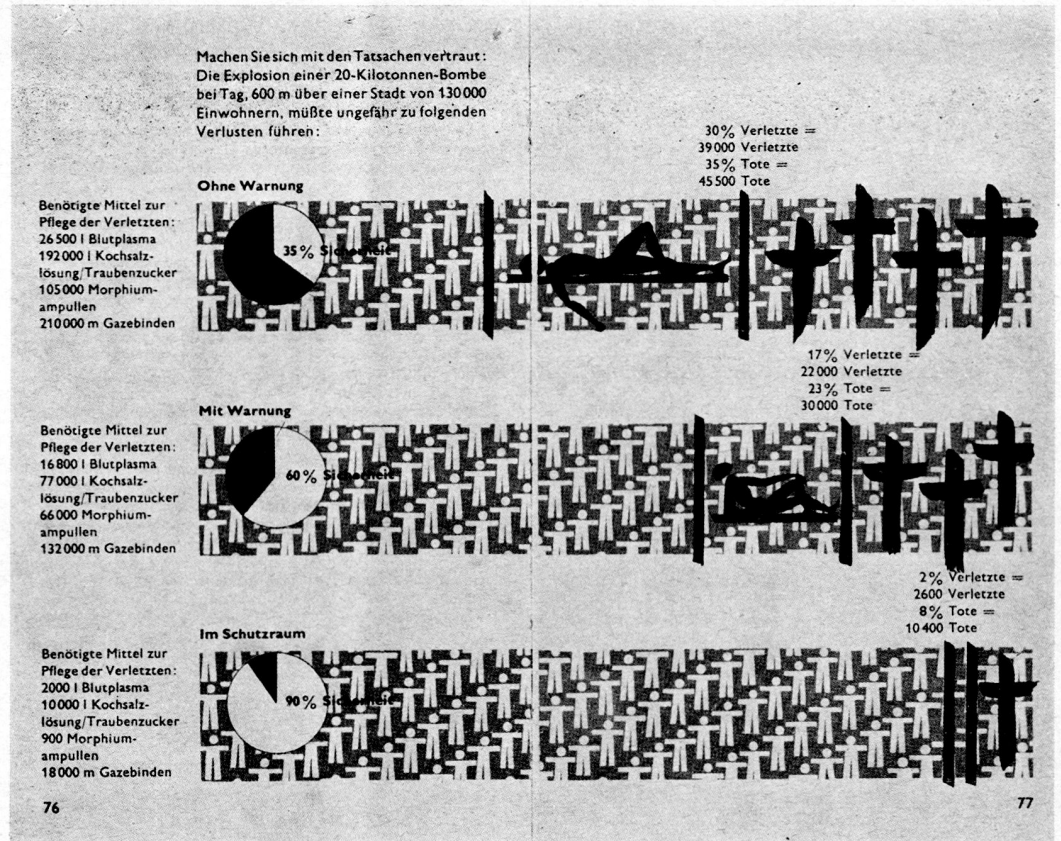 Machen Sie sich mit den Tatsachen vertraut:
Die Explosion einer 20-Kilotonnen-Bombe
bei Tag, 600 m über einer Stadt von 130000
Einwohnern, müßte ungefähr zu folgenden
Verlusten führen:
30% Verletzte =
39000 Verletzte
35% Tote =
45500 Tote
Ohne Warnung
Benötigte Mittel zur
Pflege der Verletzten:
26500 l Blutplasma
192000 l Kochsalz-
lösung/Traubenzucker
105000 Morphium-
ampullen
210000 m Gazebinden
35% Sicherheit
17% Verletzte =
22000 Verletzte
23% Tote =
30000 Tote
Mit Warnung
Benötigte Mittel zur
Pflege der Verletzten:
16800 l Blutplasma
77000 l Kochsalz-
lösung/Traubenzucker
66000 Morphium-
ampullen
132000 m Gazebinden
60% Sicherheit
2% Verletzte =
2600 Verletzte
8% Tote =
10400 Tote
Im Schutzraum
Benötigte Mittel zur
Pflege der Verletzten:
2000 l Blutplasma
10000 l Kochsalz-
lösung/Traubenzucker
900 Morphium-
ampullen
18000 m Gazebinden
90% Sicherheit
76
77